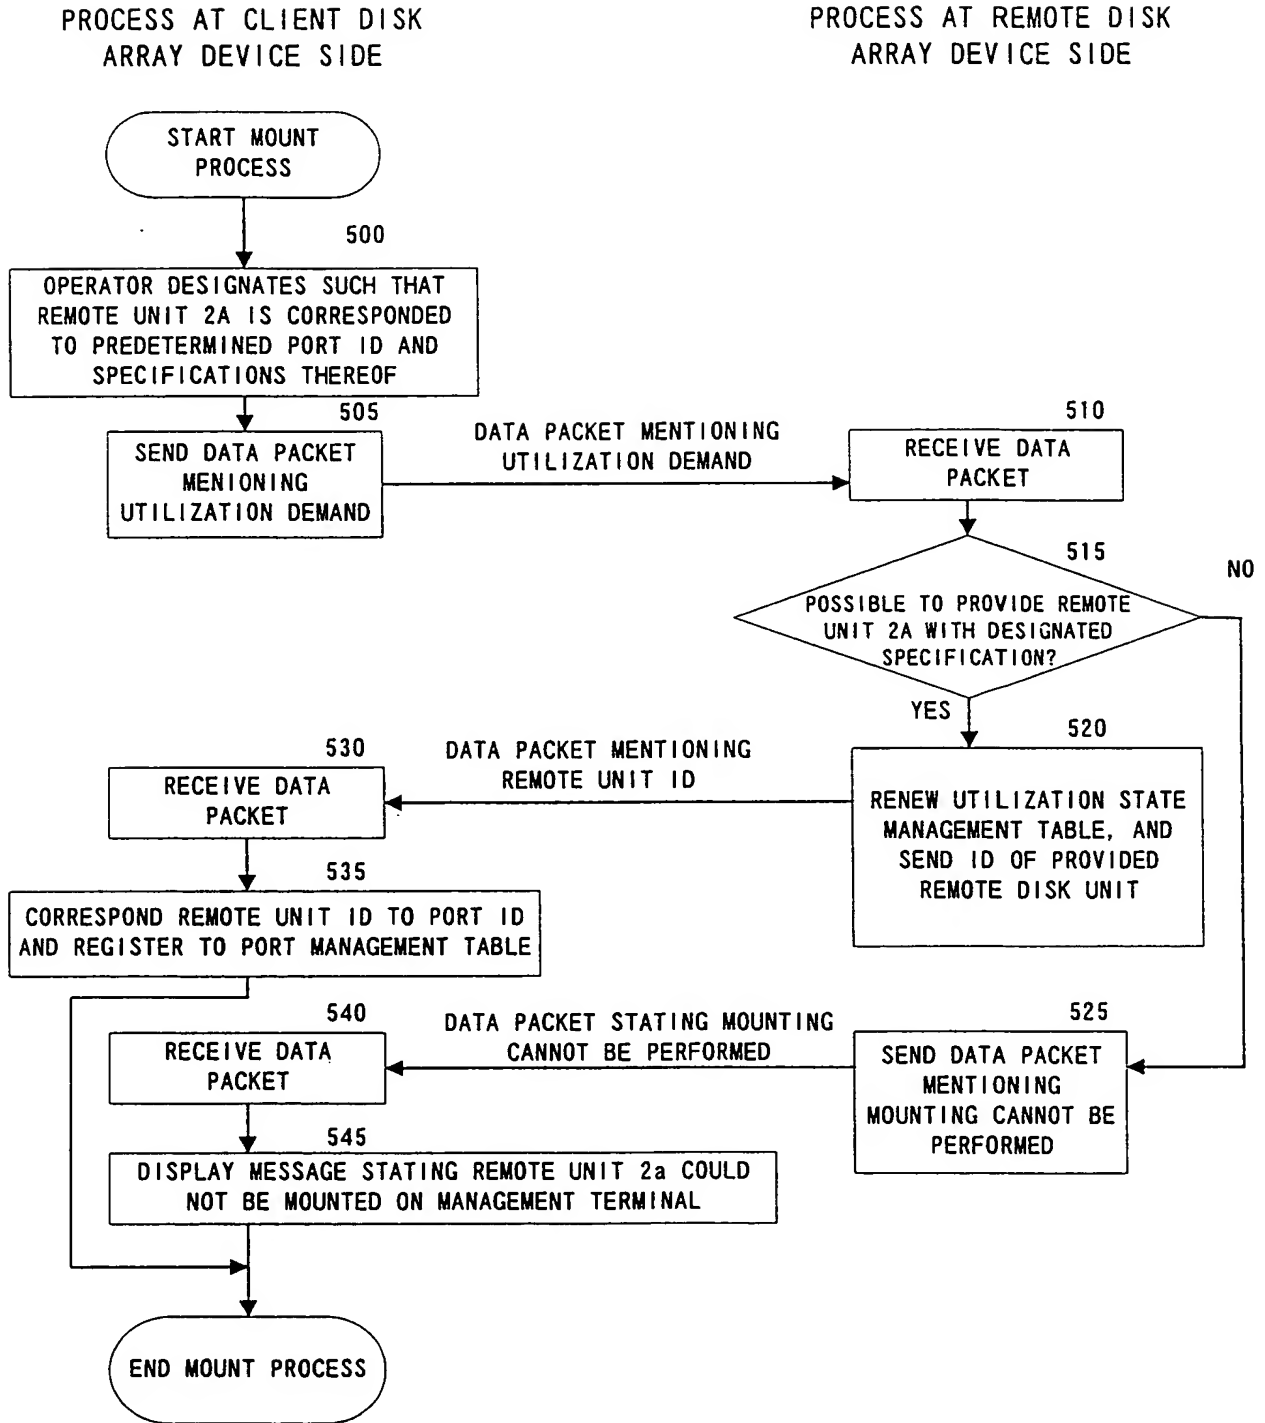 PROCESS AT CLIENT DISK
ARRAY DEVICE SIDE
PROCESS AT REMOTE DISK
ARRAY DEVICE SIDE
START MOUNT
PROCESS
500
OPERATOR DESIGNATES SUCH THAT
REMOTE UNIT 2A IS CORRESPONDED
TO PREDETERMINED PORT ID AND
SPECIFICATIONS THEREOF
505
SEND DATA PACKET
MENIONING
UTILIZATION DEMAND
DATA PACKET MENTIONING
UTILIZATION DEMAND
510
RECEIVE DATA
PACKET
515
NO
POSSIBLE TO PROVIDE REMOTE
UNIT 2A WITH DESIGNATED
SPECIFICATION?
YES
520
RENEW UTILIZATION STATE
MANAGEMENT TABLE, AND
SEND ID OF PROVIDED
REMOTE DISK UNIT
DATA PACKET MENTIONING
REMOTE UNIT ID
530
RECEIVE DATA
PACKET
535
CORRESPOND REMOTE UNIT ID TO PORT ID
AND REGISTER TO PORT MANAGEMENT TABLE
525
SEND DATA PACKET
MENTIONING
MOUNTING CANNOT BE
PERFORMED
DATA PACKET STATING MOUNTING
CANNOT BE PERFORMED
540
RECEIVE DATA
PACKET
545
DISPLAY MESSAGE STATING REMOTE UNIT 2a COULD
NOT BE MOUNTED ON MANAGEMENT TERMINAL
END MOUNT PROCESS